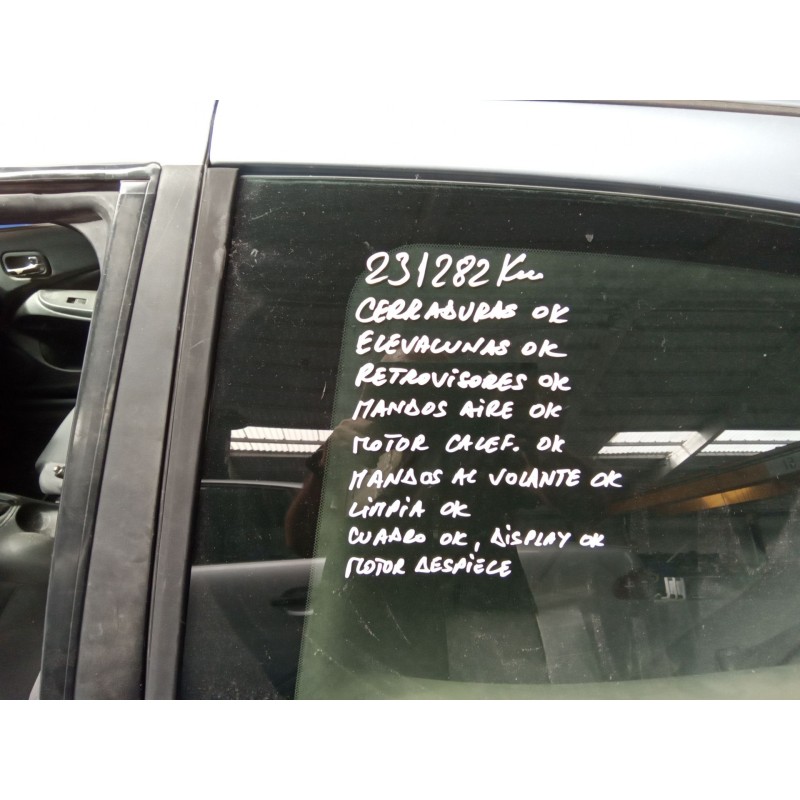 231282 Km
CERRADURAS OK
ELEVALUNAS OK
RETROVISORES OK
MANDOS AIRE OK
MOTOR CALEF. OK
MANDOS AL VOLANTE OK
LIMPIA OK
CUADRO OK, DISPLAY OK
MOTOR DESPIECE